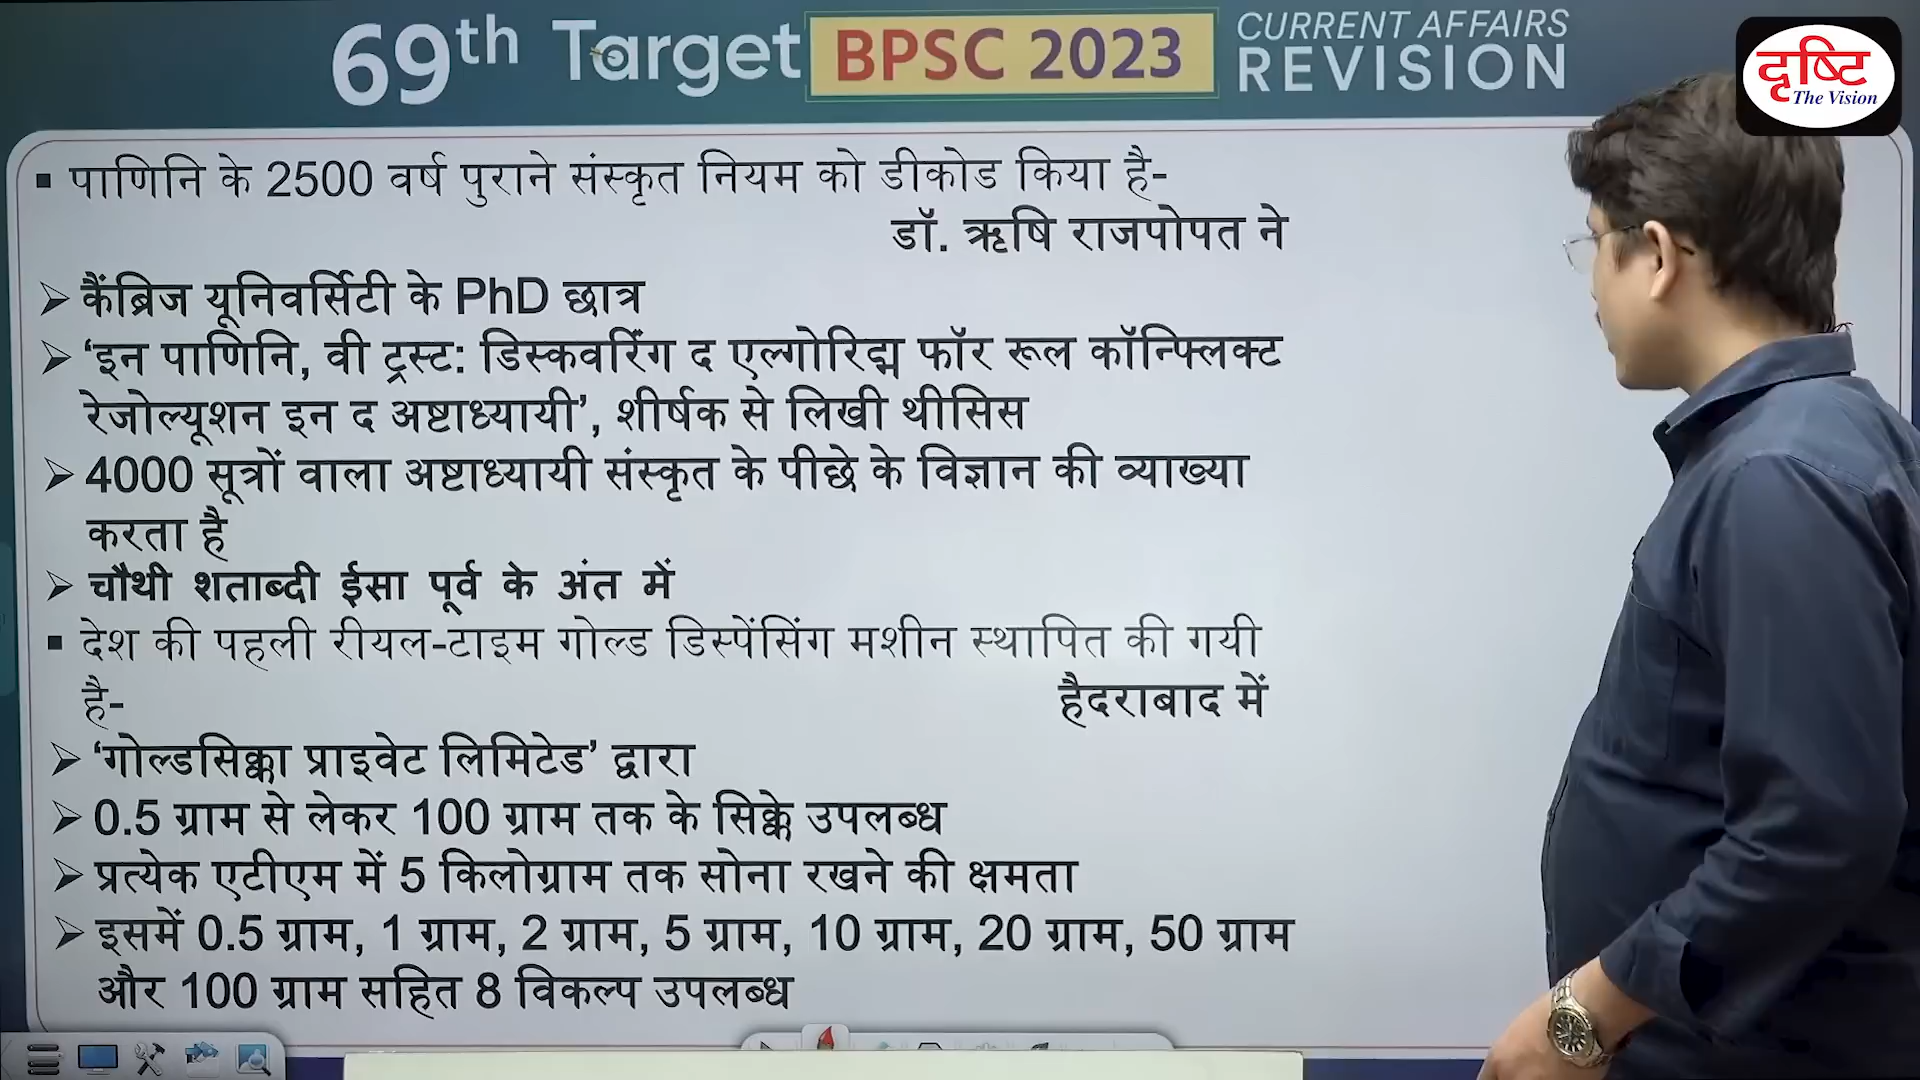 69th Target BPSC 2023 CURRENT AFFAIRS
REVISION
दृष्टि
The Vision
▪ पाणिनि के 2500 वर्ष पुराने संस्कृत नियम को डीकोड किया है-
डॉ. ऋषि राजपोपत ने
➢ कैंब्रिज यूनिवर्सिटी के PhD छात्र
➢ ‘इन पाणिनि, वी ट्रस्ट: डिस्कवरिंग द एल्गोरिद्म फॉर रूल कॉन्फ्लिक्ट
रेजोल्यूशन इन द अष्टाध्यायी’, शीर्षक से लिखी थीसिस
➢ 4000 सूत्रों वाला अष्टाध्यायी संस्कृत के पीछे के विज्ञान की व्याख्या
करता है
➢ चौथी शताब्दी ईसा पूर्व के अंत में
▪ देश की पहली रीयल-टाइम गोल्ड डिस्पेंसिंग मशीन स्थापित की गयी
है- हैदराबाद में
➢ ‘गोल्डसिक्का प्राइवेट लिमिटेड’ द्वारा
➢ 0.5 ग्राम से लेकर 100 ग्राम तक के सिक्के उपलब्ध
➢ प्रत्येक एटीएम में 5 किलोग्राम तक सोना रखने की क्षमता
➢ इसमें 0.5 ग्राम, 1 ग्राम, 2 ग्राम, 5 ग्राम, 10 ग्राम, 20 ग्राम, 50 ग्राम
और 100 ग्राम सहित 8 विकल्प उपलब्ध